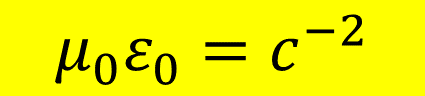 μ₀ε₀ = c⁻²